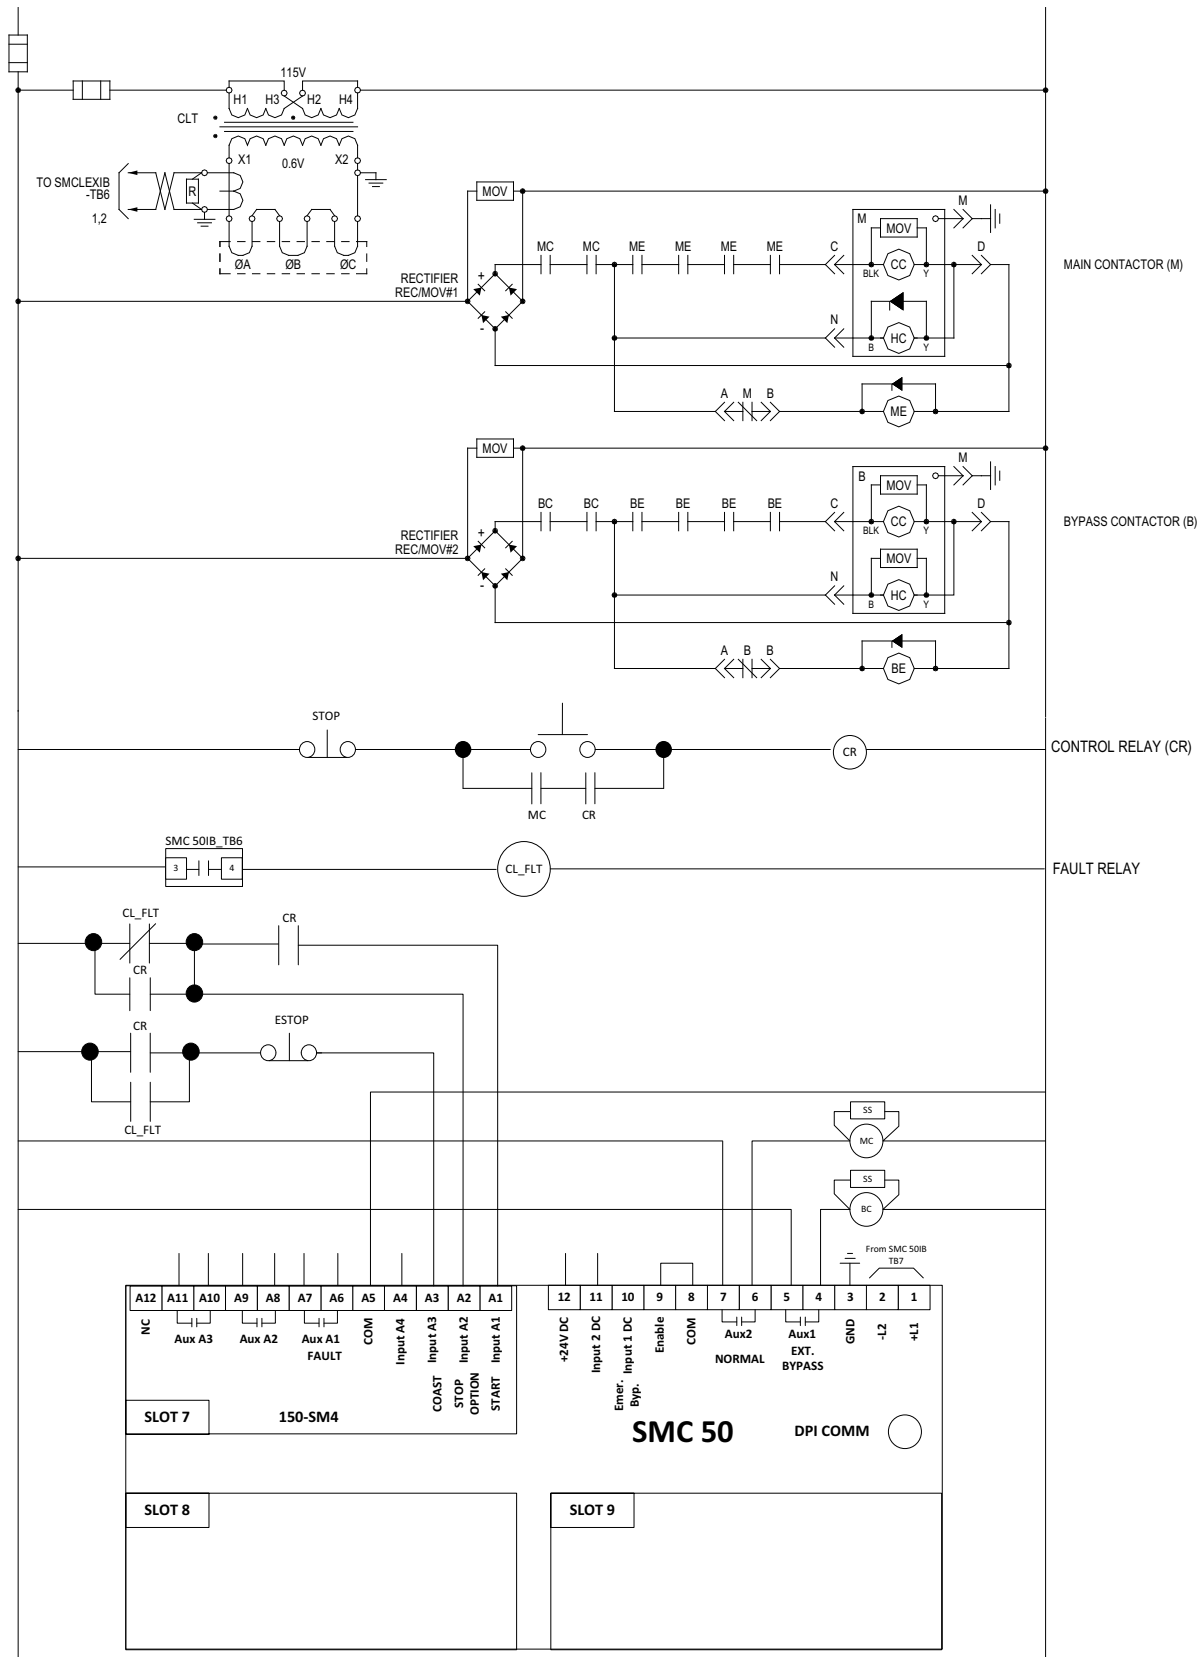 115V
H1 H3 H2 H4
CLT
X1 0.6V X2
TO SMCLEXIB
-TB6
1,2
R
ØA ØB ØC
MOV
RECTIFIER
REC/MOV#1
+
-
MC MC ME ME ME ME C
M
MOV
BLK CC Y
D
M
N
B HC Y
A M B
ME
MAIN CONTACTOR (M)
MOV
RECTIFIER
REC/MOV#2
+
-
BC BC BE BE BE BE C
B
MOV
BLK CC Y
D
M
MOV
N
B HC Y
A B B
BE
BYPASS CONTACTOR (B)
STOP
CR
CONTROL RELAY (CR)
MC CR
SMC 50IB_TB6
3 4
CL_FLT
FAULT RELAY
CL_FLT
CR
CR
CR
ESTOP
CL_FLT
SS
MC
SS
BC
From SMC 50IB
TB7
A12 A11 A10 A9 A8 A7 A6 A5 A4 A3 A2 A1
NC
Aux A3
Aux A2
Aux A1
FAULT
COM
Input A4
Input A3
COAST
Input A2
STOP
OPTION
Input A1
START
SLOT 7
150-SM4
12 11 10 9 8 7 6 5 4 3 2 1
+24V DC
Input 2 DC
Input 1 DC
Emer.
Byp.
Enable
COM
Aux2
NORMAL
Aux1
EXT.
BYPASS
GND
-L2
+L1
SMC 50
DPI COMM
SLOT 8
SLOT 9